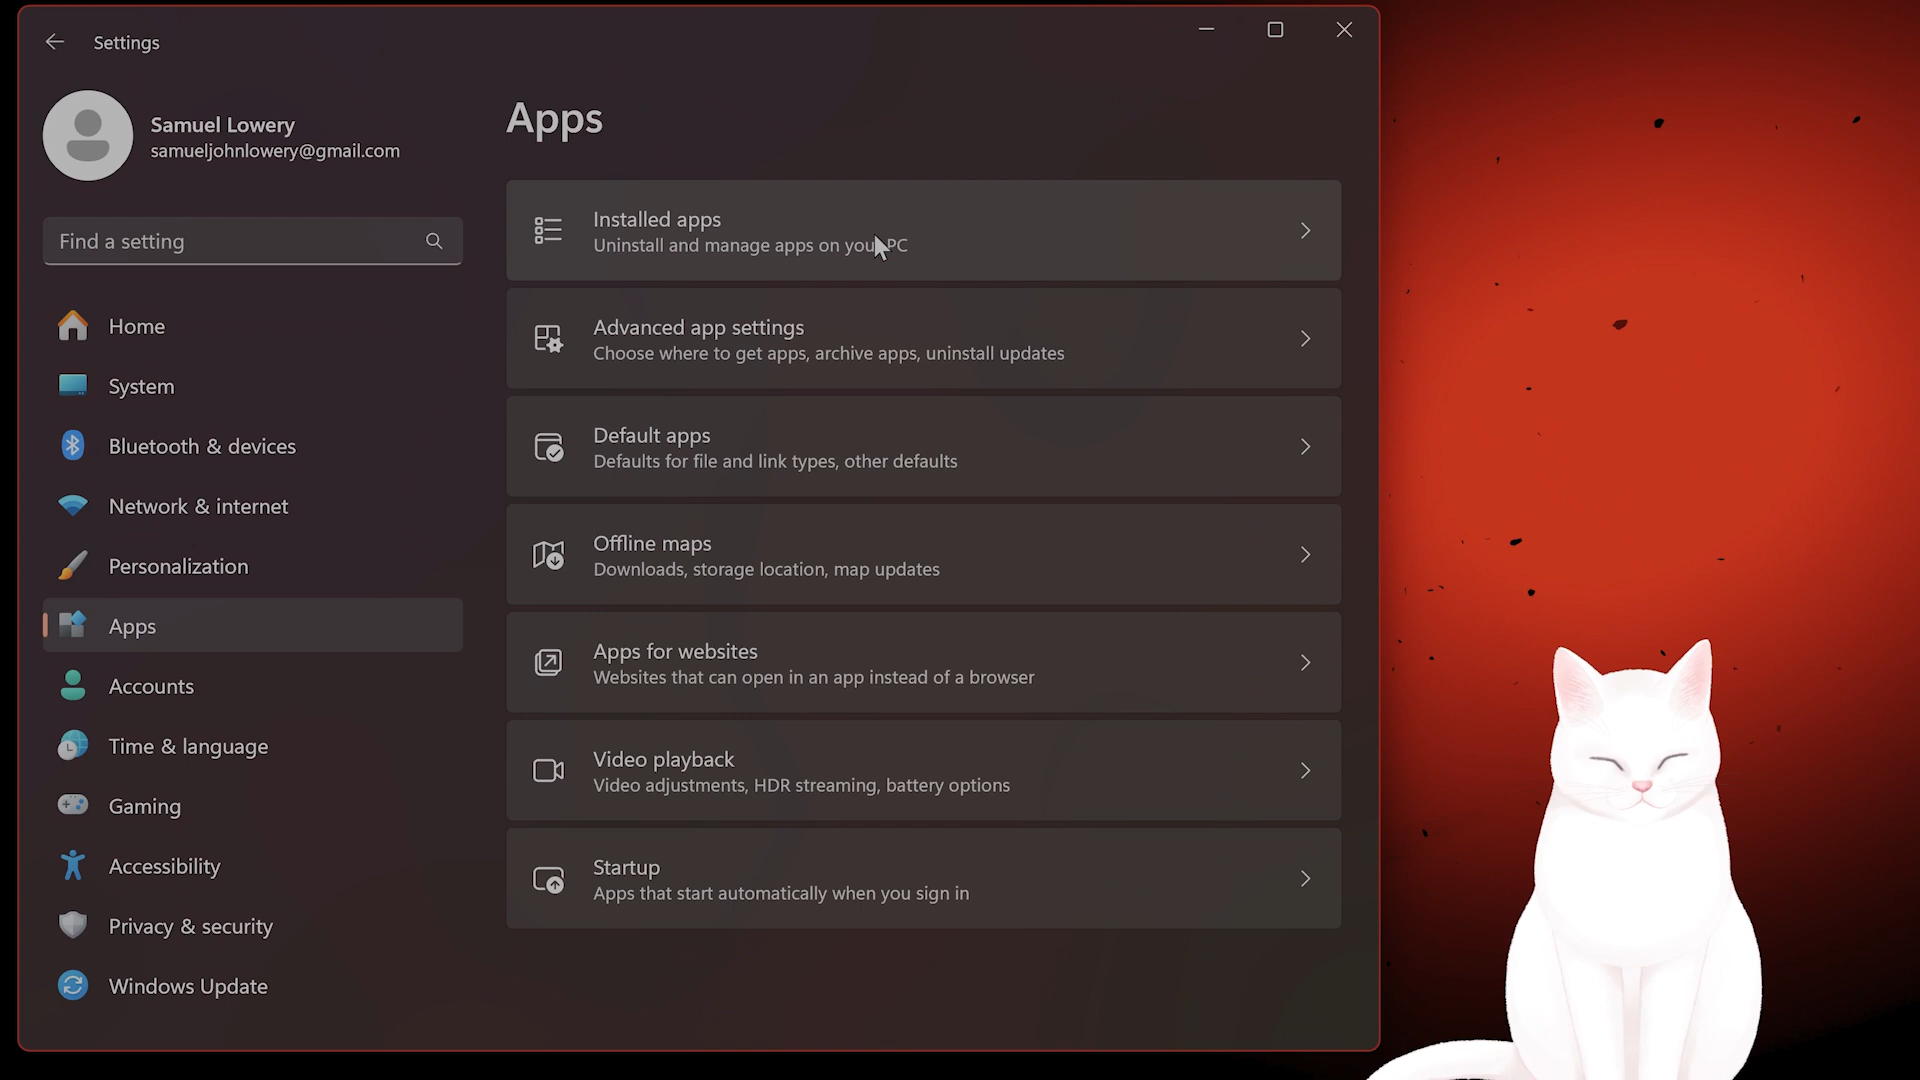 Settings
Samuel Lowery
samueljohnlowery@gmail.com
Find a setting
Home
System
Bluetooth & devices
Network & internet
Personalization
Apps
Accounts
Time & language
Gaming
Accessibility
Privacy & security
Windows Update
Apps
Installed apps
Uninstall and manage apps on your PC
Advanced app settings
Choose where to get apps, archive apps, uninstall updates
Default apps
Defaults for file and link types, other defaults
Offline maps
Downloads, storage location, map updates
Apps for websites
Websites that can open in an app instead of a browser
Video playback
Video adjustments, HDR streaming, battery options
Startup
Apps that start automatically when you sign in